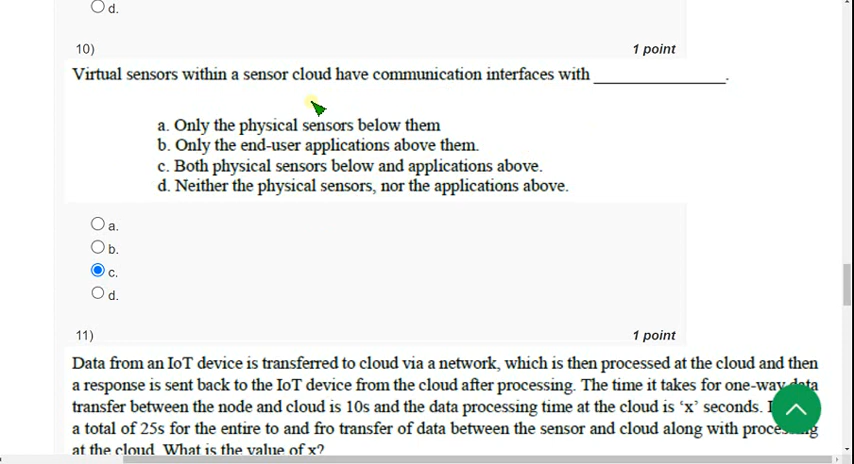 d.
10)
1 point
Virtual sensors within a sensor cloud have communication interfaces with ______________.
a. Only the physical sensors below them
b. Only the end-user applications above them.
c. Both physical sensors below and applications above.
d. Neither the physical sensors, nor the applications above.
a.
b.
c.
d.
11)
1 point
Data from an IoT device is transferred to cloud via a network, which is then processed at the cloud and then
a response is sent back to the IoT device from the cloud after processing. The time it takes for one-way data
transfer between the node and cloud is 10s and the data processing time at the cloud is ‘x’ seconds.
a total of 25s for the entire to and fro transfer of data between the sensor and cloud along with processing
at the cloud. What is the value of x?